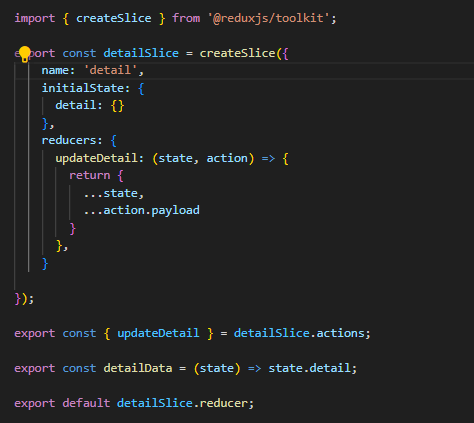 import { createSlice } from '@reduxjs/toolkit';
export const detailSlice = createSlice({
name: 'detail',
initialState: {
detail: {}
},
reducers: {
updateDetail: (state, action) => {
return {
...state,
...action.payload
}
},
}
});
export const { updateDetail } = detailSlice.actions;
export const detailData = (state) => state.detail;
export default detailSlice.reducer;